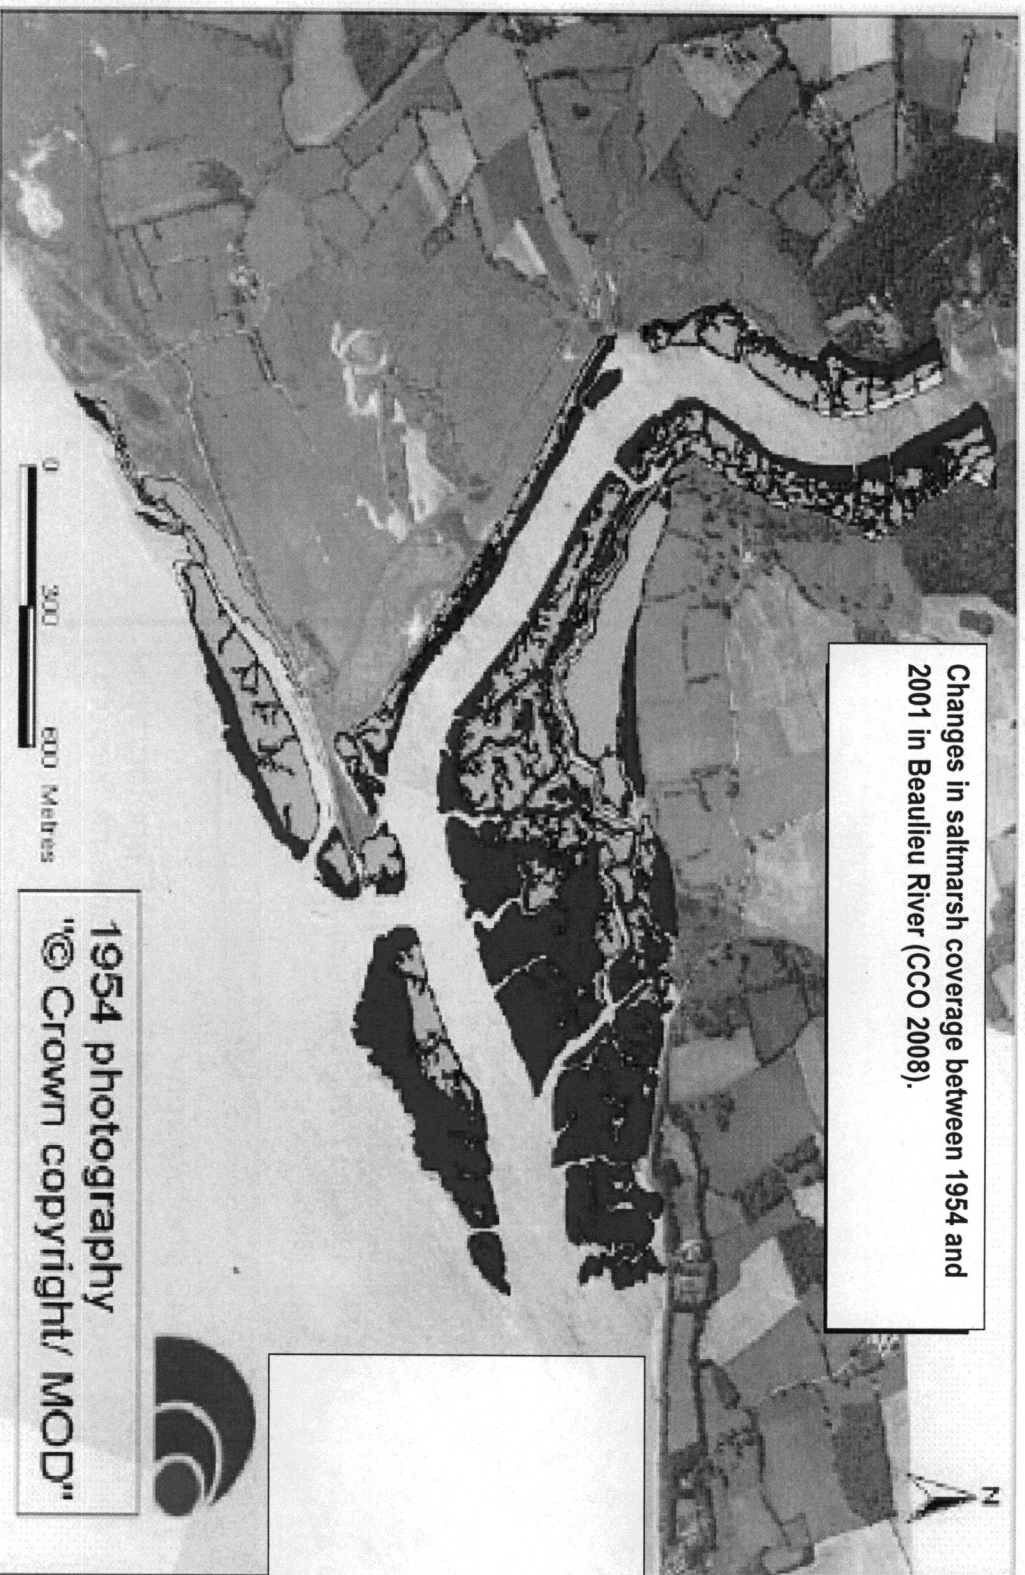 Changes in saltmarsh coverage between 1954 and
2001 in Beaulieu River (CCO 2008).
N
0 300 600 Metres
1954 photography
"© Crown copyright/ MOD"